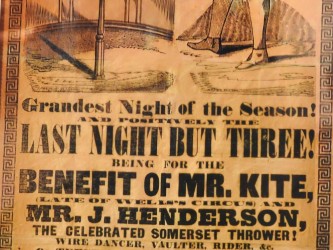 Grandest Night of the Season!
AND POSITIVELY THE
LAST NIGHT BUT THREE!
BEING FOR THE
BENEFIT OF MR. KITE,
(LATE OF WELLS'S CIRCUS) AND
MR. J. HENDERSON,
THE CELEBRATED SOMERSET THROWER!
WIRE DANCER, VAULTER, RIDER, &c.